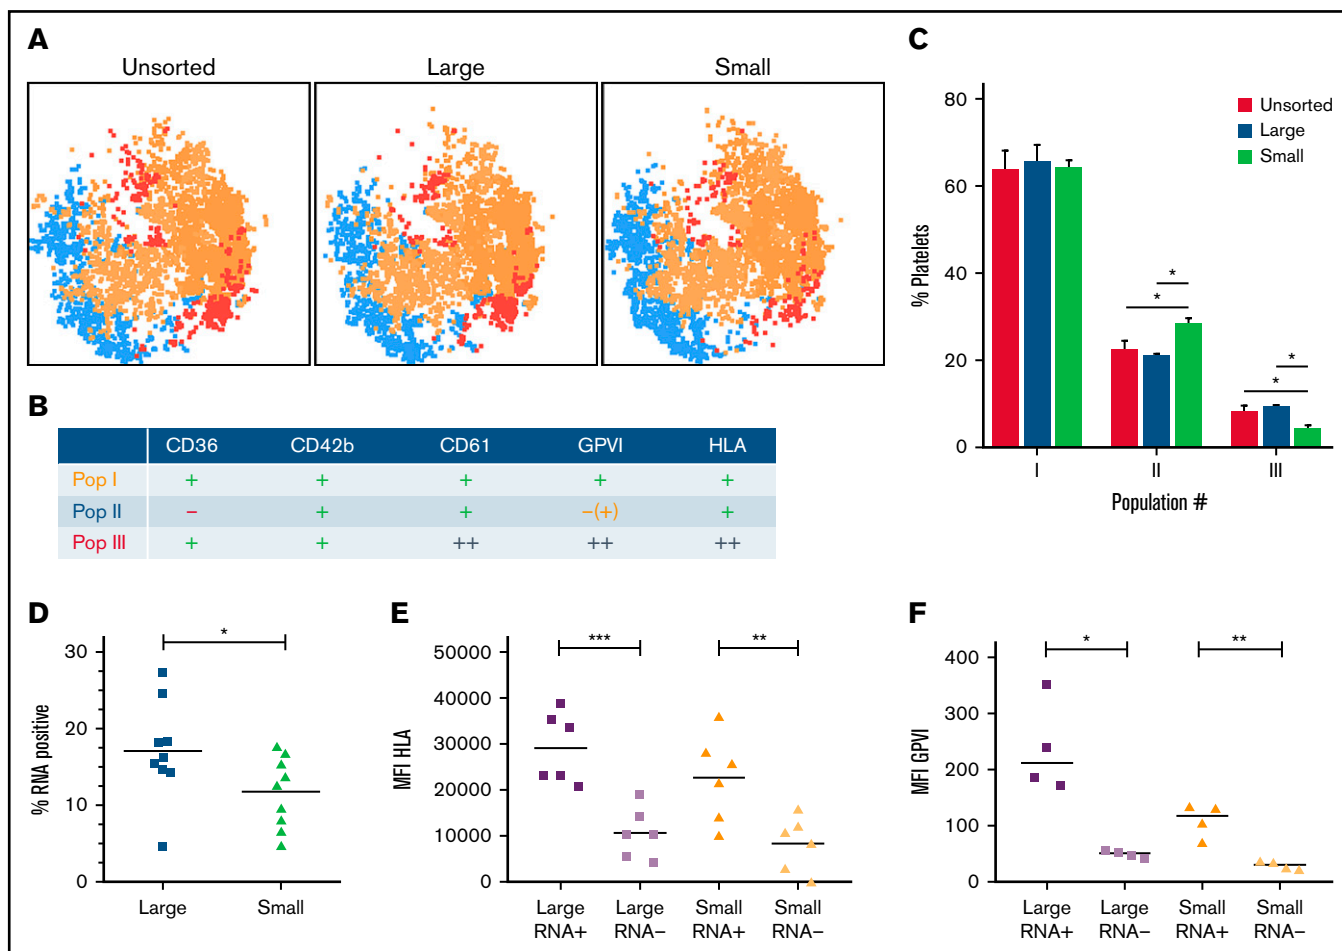 A
Unsorted
Large
Small
B
CD36 CD42b CD61 GPVI HLA
Pop I + + + + +
Pop II – + + –(+) +
Pop III + + ++ ++ ++
C
% Platelets
80
60
40
20
0
Unsorted
Large
Small
*
*
*
*
I II III
Population #
D
% RNA positive
30
20
10
0
*
Large Small
E
MFI HLA
50000
40000
30000
20000
10000
0
*** **
Large Large Small Small
RNA+ RNA– RNA+ RNA–
F
MFI GPVI
400
300
200
100
0
* **
Large Large Small Small
RNA+ RNA– RNA+ RNA–